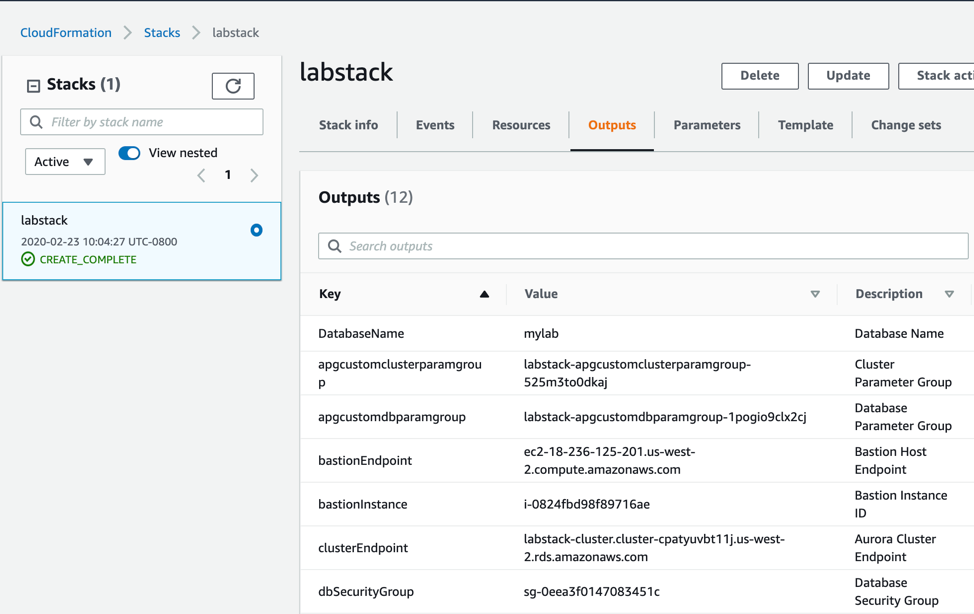 CloudFormation > Stacks > labstack
Stacks (1)
Filter by stack name
Active
View nested
1
labstack
2020-02-23 10:04:27 UTC-0800
CREATE_COMPLETE
labstack
Delete
Update
Stack acti
Stack info
Events
Resources
Outputs
Parameters
Template
Change sets
Outputs (12)
Search outputs
Key
Value
Description
DatabaseName
mylab
Database Name
apgcustomclusterparamgrou
p
labstack-apgcustomclusterparamgroup-
525m3to0dkaj
Cluster
Parameter Group
apgcustomdbparamgroup
labstack-apgcustomdbparamgroup-1pogio9clx2cj
Database
Parameter Group
bastionEndpoint
ec2-18-236-125-201.us-west-
2.compute.amazonaws.com
Bastion Host
Endpoint
bastionInstance
i-0824fbd98f89716ae
Bastion Instance
ID
clusterEndpoint
labstack-cluster.cluster-cpatyuvbt11j.us-west-
2.rds.amazonaws.com
Aurora Cluster
Endpoint
dbSecurityGroup
sg-0eea3f0147083451c
Database
Security Group